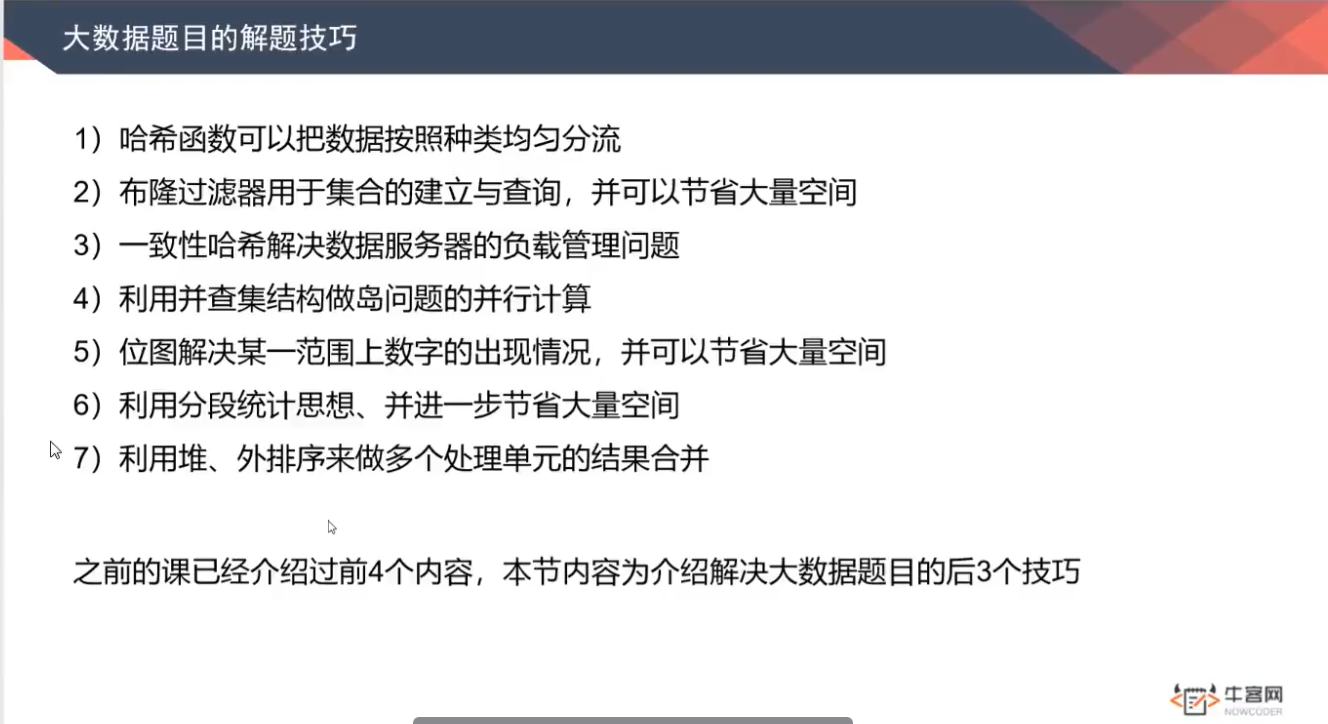 大数据题目的解题技巧
1）哈希函数可以把数据按照种类均匀分流
2）布隆过滤器用于集合的建立与查询，并可以节省大量空间
3）一致性哈希解决数据服务器的负载管理问题
4）利用并查集结构做岛问题的并行计算
5）位图解决某一范围上数字的出现情况，并可以节省大量空间
6）利用分段统计思想、并进一步节省大量空间
7）利用堆、外排序来做多个处理单元的结果合并
之前的课已经介绍过前4个内容，本节内容为介绍解决大数据题目的后3个技巧
牛客网
NOWCODER